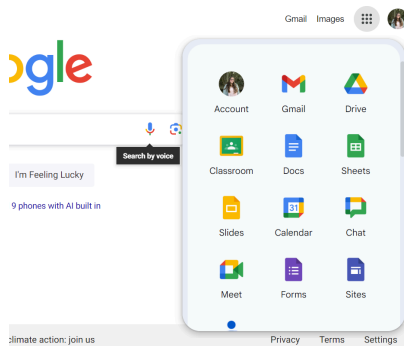 Gmail Images
ogle
Account Gmail Drive
Search by voice
Classroom Docs Sheets
I'm Feeling Lucky
9 phones with AI built in
31
Slides Calendar Chat
Meet Forms Sites
climate action: join us Privacy Terms Settings